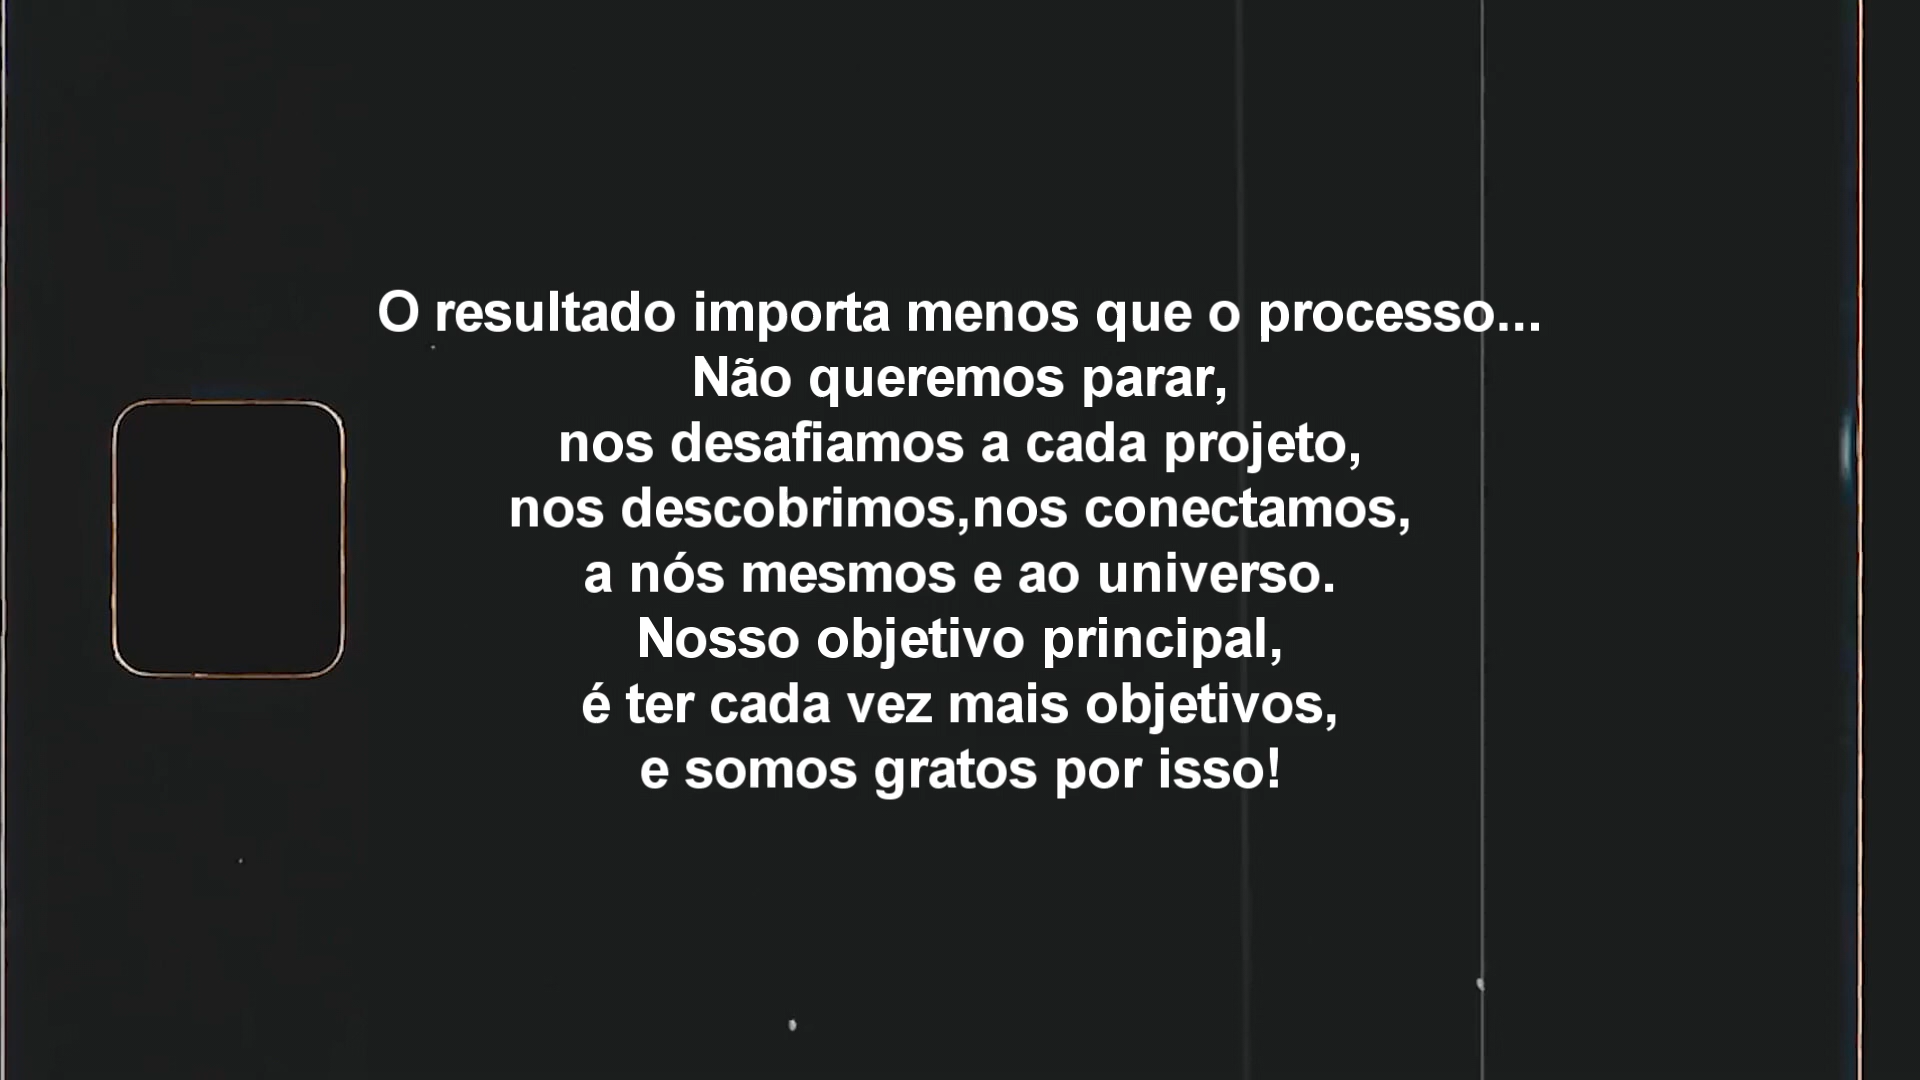 O resultado importa menos que o processo...
Não queremos parar,
nos desafiamos a cada projeto,
nos descobrimos,nos conectamos,
a nós mesmos e ao universo.
Nosso objetivo principal,
é ter cada vez mais objetivos,
e somos gratos por isso!